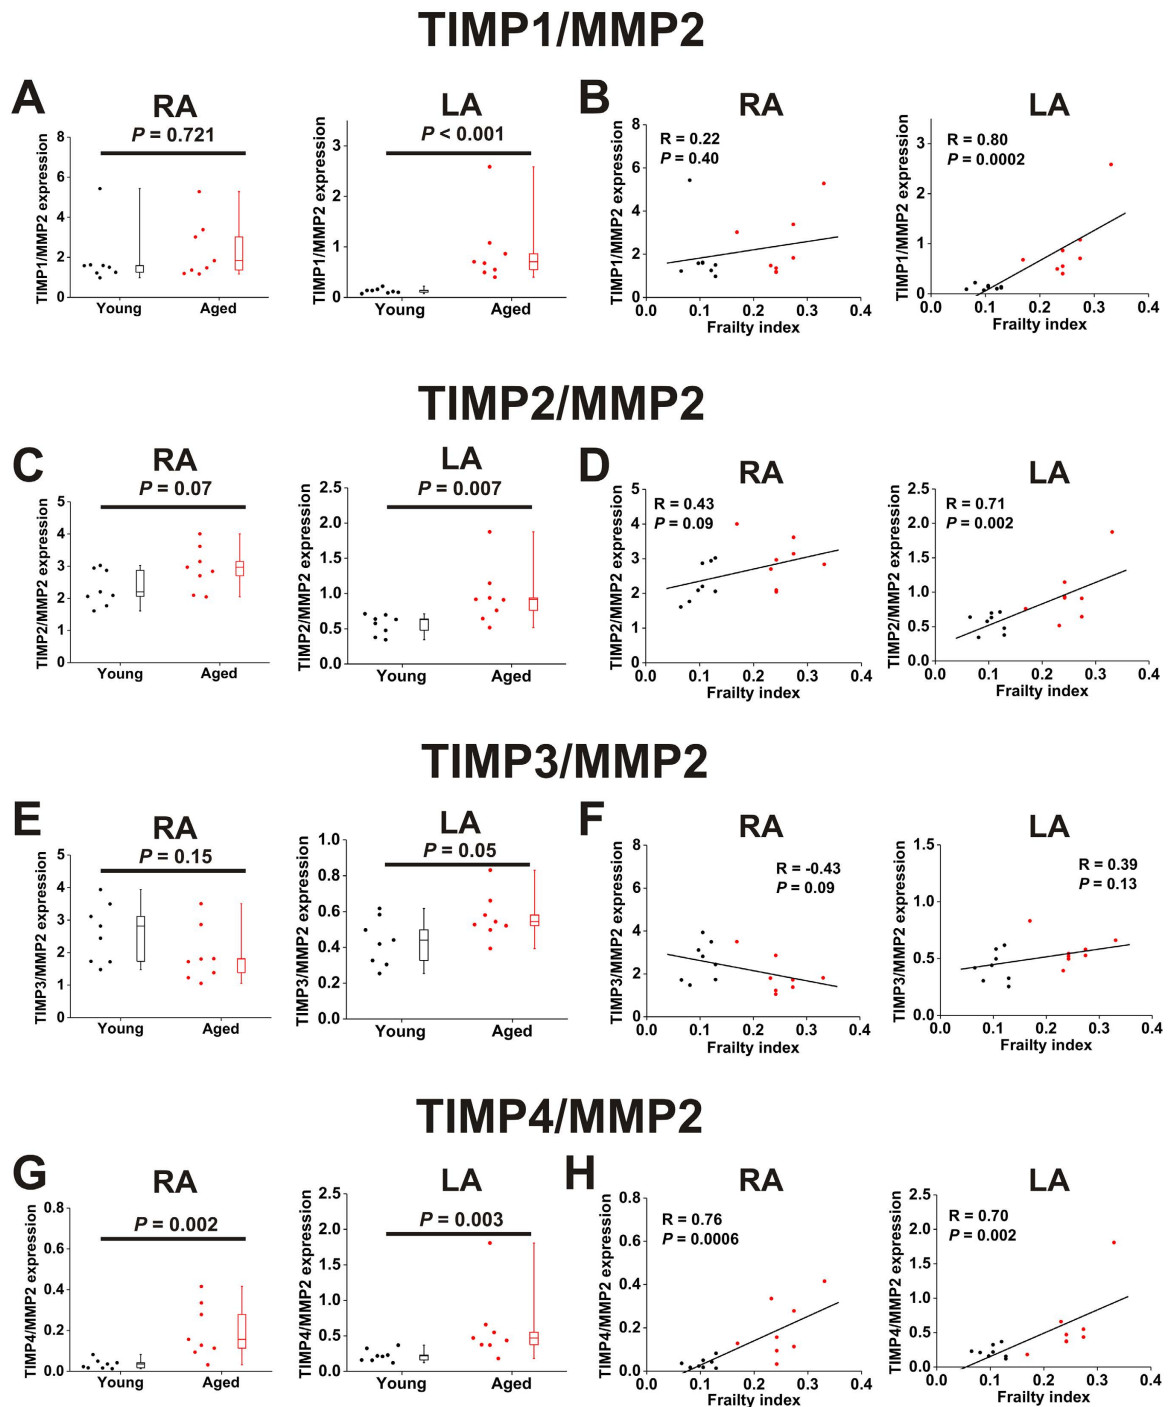 TIMP1/MMP2
A
RA
P = 0.721
TIMP1/MMP2 expression
8
6
4
2
0
Young
Aged
LA
P < 0.001
TIMP1/MMP2 expression
3
2
1
0
Young
Aged
B
RA
R = 0.22
P = 0.40
TIMP1/MMP2 expression
8
6
4
2
0
0.0 0.1 0.2 0.3 0.4
Frailty index
LA
R = 0.80
P = 0.0002
TIMP1/MMP2 expression
3
2
1
0
0.0 0.1 0.2 0.3 0.4
Frailty index
TIMP2/MMP2
C
RA
P = 0.07
TIMP2/MMP2 expression
5
4
3
2
1
0
Young
Aged
LA
P = 0.007
TIMP2/MMP2 expression
2.5
2.0
1.5
1.0
0.5
0.0
Young
Aged
D
RA
R = 0.43
P = 0.09
TIMP2/MMP2 expression
5
4
3
2
1
0
0.0 0.1 0.2 0.3 0.4
Frailty index
LA
R = 0.71
P = 0.002
TIMP2/MMP2 expression
2.5
2.0
1.5
1.0
0.5
0.0
0.0 0.1 0.2 0.3 0.4
Frailty index
TIMP3/MMP2
E
RA
P = 0.15
TIMP3/MMP2 expression
5
4
3
2
1
0
Young
Aged
LA
P = 0.05
TIMP3/MMP2 expression
1.0
0.8
0.6
0.4
0.2
0.0
Young
Aged
F
RA
R = -0.43
P = 0.09
TIMP3/MMP2 expression
8
6
4
2
0
0.0 0.1 0.2 0.3 0.4
Frailty index
LA
R = 0.39
P = 0.13
TIMP3/MMP2 expression
1.5
1.0
0.5
0.0
0.0 0.1 0.2 0.3 0.4
Frailty index
TIMP4/MMP2
G
RA
P = 0.002
TIMP4/MMP2 expression
0.8
0.6
0.4
0.2
0.0
Young
Aged
LA
P = 0.003
TIMP4/MMP2 expression
2.5
2.0
1.5
1.0
0.5
0.0
Young
Aged
H
RA
R = 0.76
P = 0.0006
TIMP4/MMP2 expression
0.8
0.6
0.4
0.2
0.0
0.0 0.1 0.2 0.3 0.4
Frailty index
LA
R = 0.70
P = 0.002
TIMP4/MMP2 expression
2.5
2.0
1.5
1.0
0.5
0.0
0.0 0.1 0.2 0.3 0.4
Frailty index